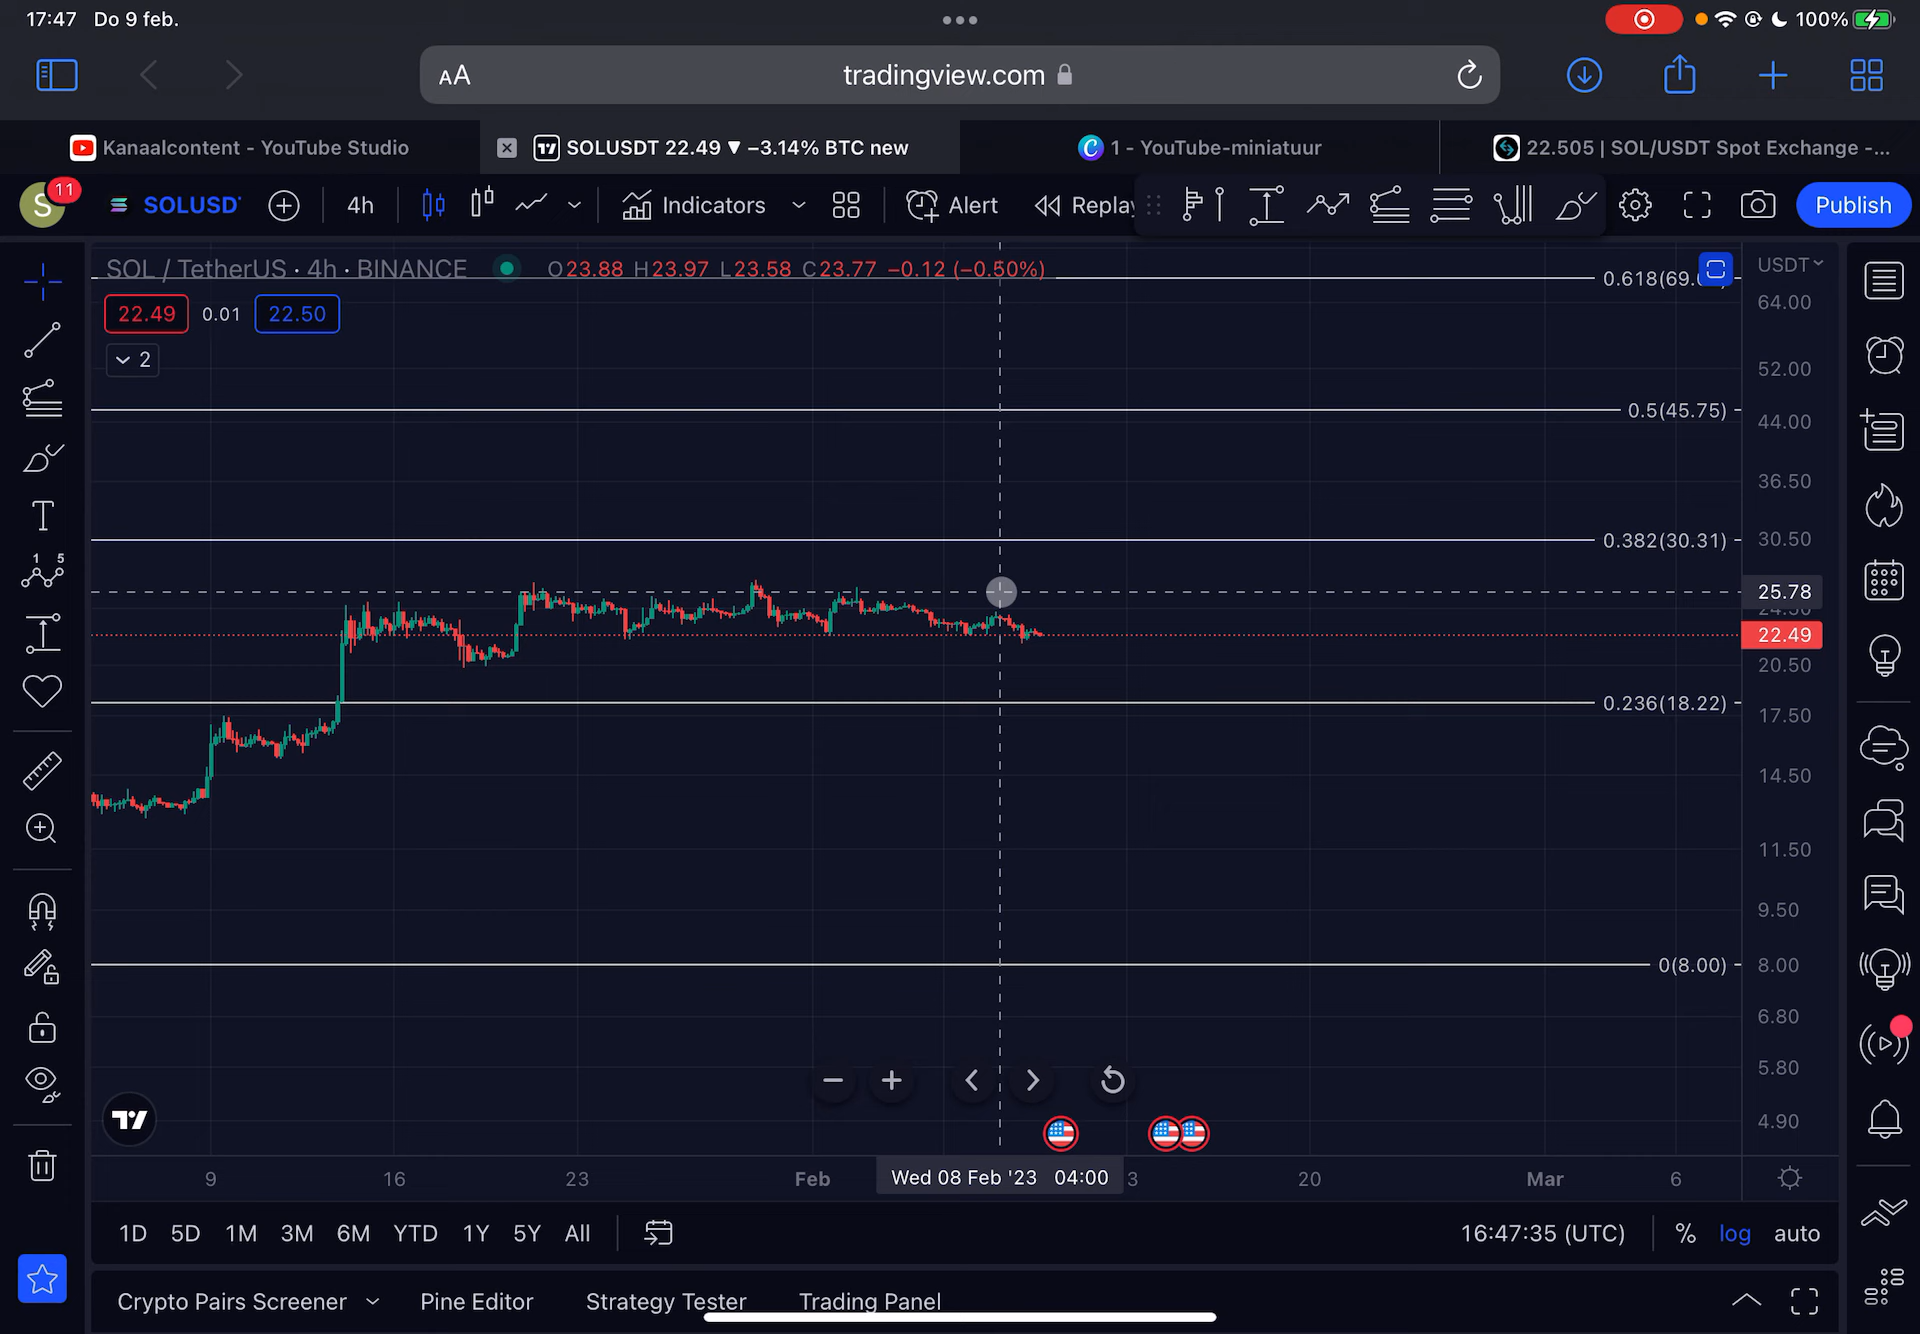 17:47 Do 9 feb.
100%
AA tradingview.com
Kanaalcontent - YouTube Studio
SOLUSDT 22.49 ▼ −3.14% BTC new
1 - YouTube-miniatuur
22.505 | SOL/USDT Spot Exchange -...
S 11 SOLUSD 4h Indicators Alert Replay Publish
SOL / TetherUS · 4h · BINANCE O23.88 H23.97 L23.58 C23.77 −0.12 (−0.50%)
22.49 0.01 22.50
2
USDT
0.618(69.
64.00
52.00
0.5(45.75)
44.00
36.50
0.382(30.31)
30.50
25.78
24.50
22.49
20.50
0.236(18.22)
17.50
14.50
11.50
9.50
0(8.00)
8.00
6.80
5.80
4.90
9 16 23 Feb Wed 08 Feb '23 04:00 3 20 Mar 6
1D 5D 1M 3M 6M YTD 1Y 5Y All 16:47:35 (UTC) % log auto
Crypto Pairs Screener Pine Editor Strategy Tester Trading Panel